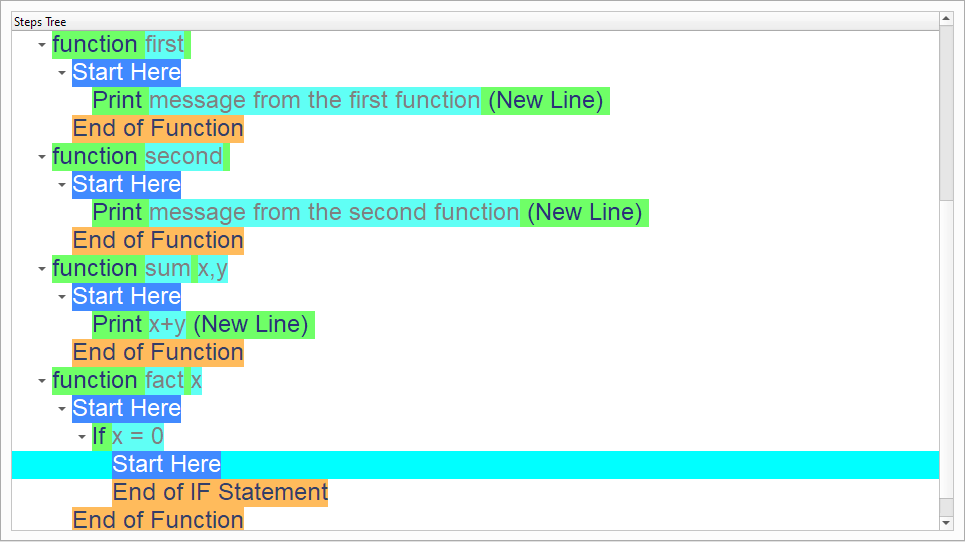 Steps Tree
function first
Start Here
Print message from the first function (New Line)
End of Function
function second
Start Here
Print message from the second function (New Line)
End of Function
function sum x,y
Start Here
Print x+y (New Line)
End of Function
function fact x
Start Here
If x = 0
Start Here
End of IF Statement
End of Function